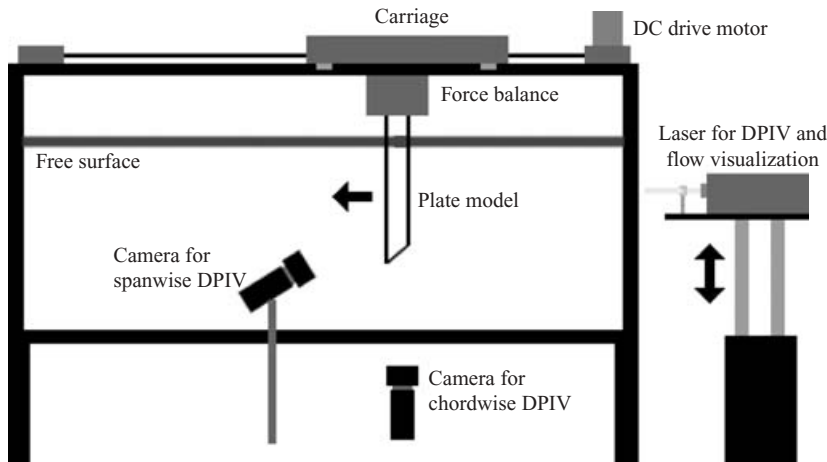 Carriage
DC drive motor
Force balance
Free surface
Laser for DPIV and
flow visualization
Plate model
Camera for
spanwise DPIV
Camera for
chordwise DPIV